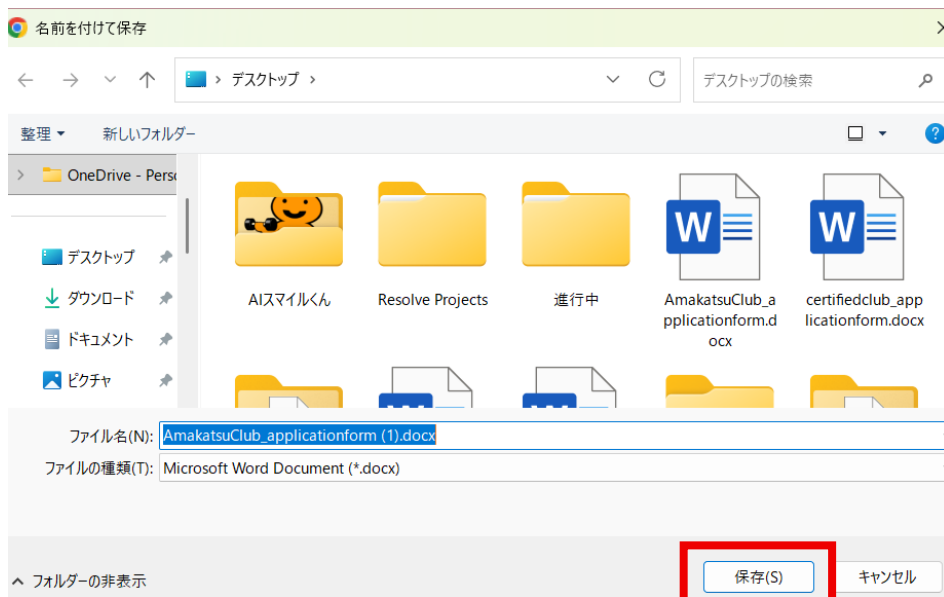 名前を付けて保存
デスクトップ
デスクトップの検索
整理
新しいフォルダー
OneDrive - Perso
デスクトップ
ダウンロード
ドキュメント
ピクチャ
AIスマイルくん
Resolve Projects
進行中
AmakatsuClub_a
pplicationform.d
ocx
certifiedclub_app
licationform.docx
ファイル名(N):
AmakatsuClub_applicationform (1).docx
ファイルの種類(T):
Microsoft Word Document (*.docx)
フォルダーの非表示
保存(S)
キャンセル